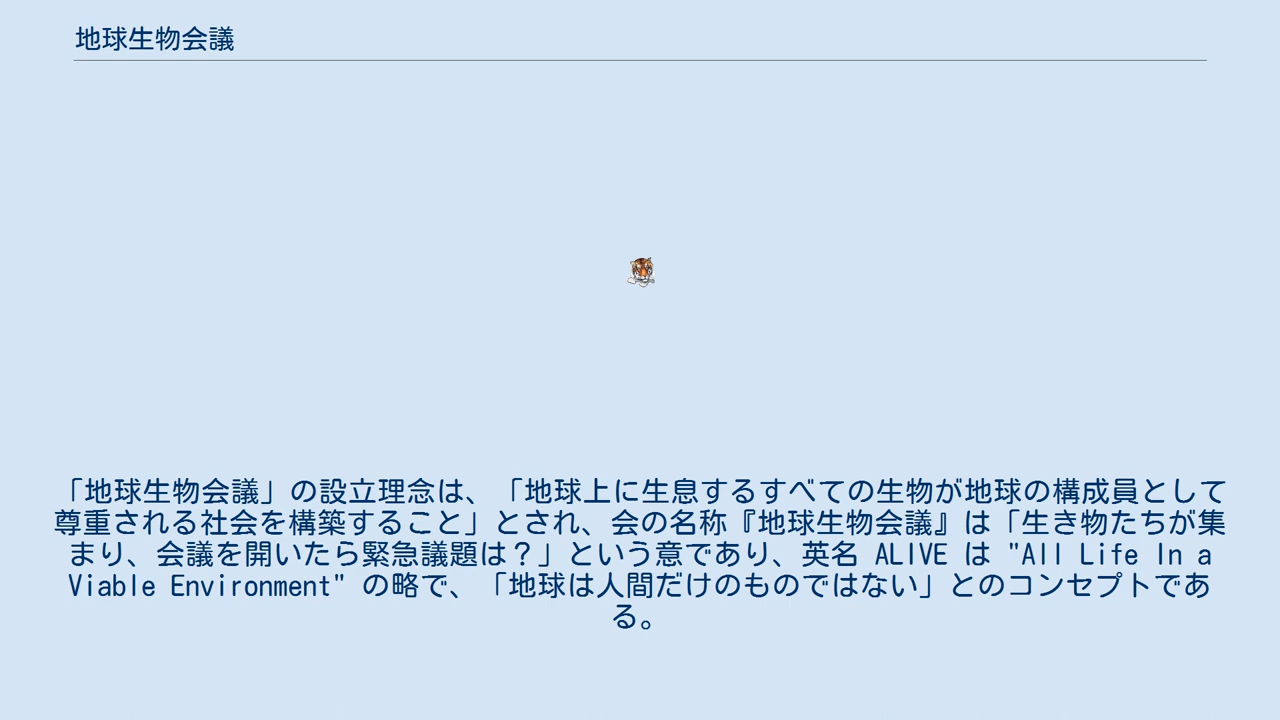 地球生物会議
「地球生物会議」の設立理念は、「地球上に生息するすべての生物が地球の構成員として
尊重される社会を構築すること」とされ、会の名称『地球生物会議』は「生き物たちが集
まり、会議を開いたら緊急議題は？」という意であり、英名 ALIVE は "All Life In a
Viable Environment" の略で、「地球は人間だけのものではない」とのコンセプトであ
る。